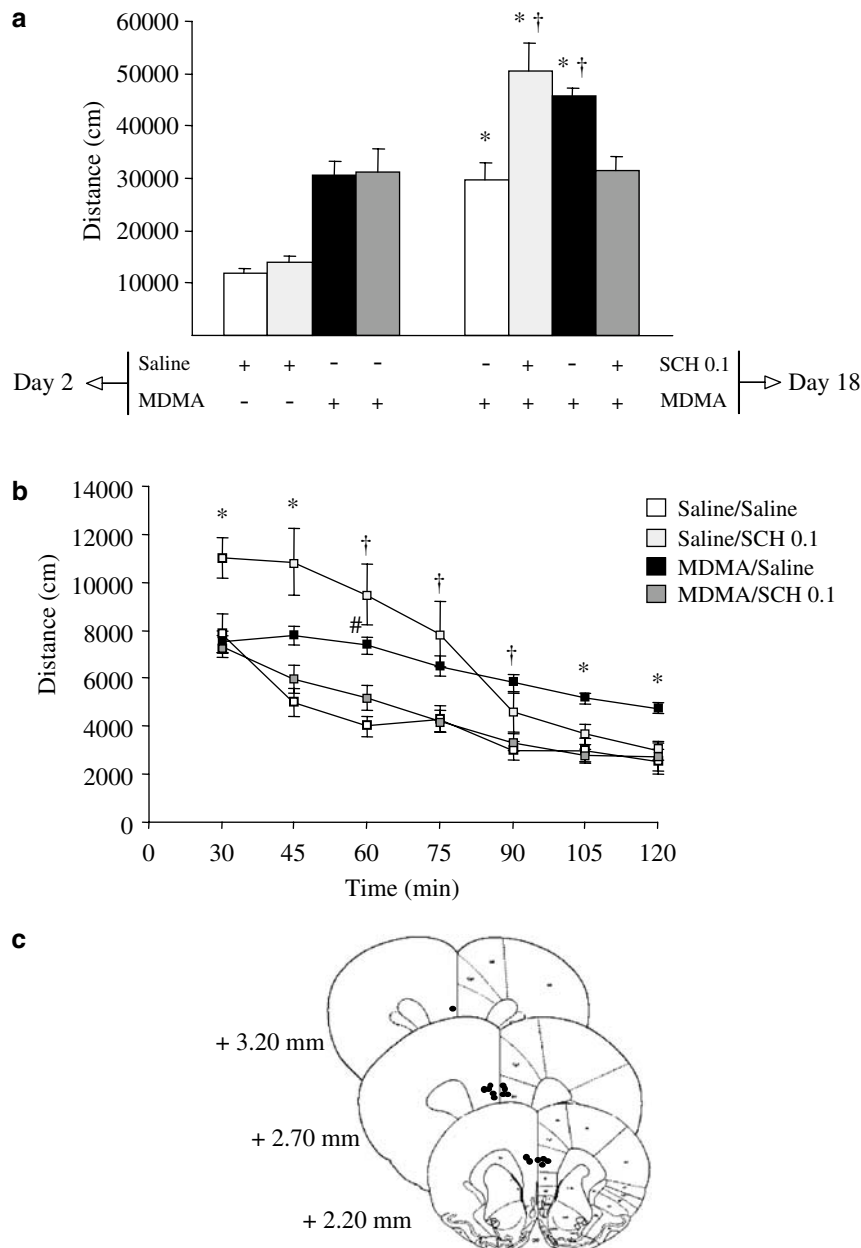 a
60000
50000
40000
30000
20000
10000
Distance (cm)
* * † * †
Saline + + - - - + - + SCH 0.1
Day 2 Day 18
MDMA - - + + + + + + MDMA
b
14000
12000
10000
8000
6000
4000
2000
0
Distance (cm)
* * † † † * *
#
Saline/Saline
Saline/SCH 0.1
MDMA/Saline
MDMA/SCH 0.1
0 30 45 60 75 90 105 120
Time (min)
c
+ 3.20 mm
+ 2.70 mm
+ 2.20 mm